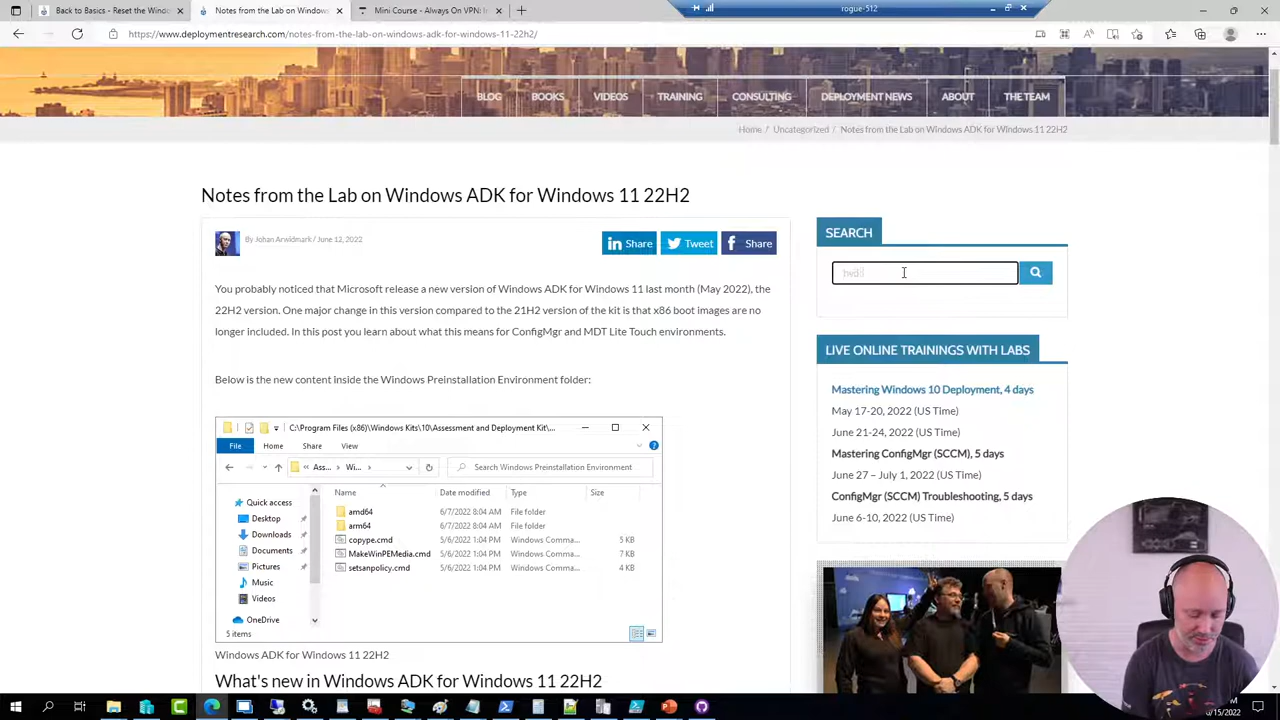 Back to Basics - Reset the Window
Notes from the Lab on Windows
Mini Course - Always On VPN: In
rogue-512
https://www.deploymentresearch.com/notes-from-the-lab-on-windows-adk-for-windows-11-22h2/
BLOG
BOOKS
VIDEOS
TRAINING
CONSULTING
DEPLOYMENT NEWS
ABOUT
THE TEAM
Home / Uncategorized / Notes from the Lab on Windows ADK for Windows 11 22H2
Notes from the Lab on Windows ADK for Windows 11 22H2
By Johan Arwidmark / June 12, 2022
Share
Tweet
Share
You probably noticed that Microsoft release a new version of Windows ADK for Windows 11 last month (May 2022), the
22H2 version. One major change in this version compared to the 21H2 version of the kit is that x86 boot images are no
longer included. In this post you learn about what this means for ConfigMgr and MDT Lite Touch environments.
Below is the new content inside the Windows Preinstallation Environment folder:
C:\Program Files (x86)\Windows Kits\10\Assessment and Deployment Kit\...
File Home Share View
Ass... Wi... Search Windows Preinstallation Environment
Name Date modified Type Size
Quick access
Desktop
Downloads
Documents
Pictures
Music
Videos
OneDrive
amd64 6/7/2022 8:04 AM File folder
arm64 6/7/2022 8:04 AM File folder
copype.cmd 5/6/2022 1:04 PM Windows Comma... 5 KB
MakeWinPEMedia.cmd 5/6/2022 1:04 PM Windows Comma... 7 KB
setsanpolicy.cmd 5/6/2022 1:04 PM Windows Comma... 4 KB
5 items
Windows ADK for Windows 11 22H2
What's new in Windows ADK for Windows 11 22H2
SEARCH
LIVE ONLINE TRAININGS WITH LABS
Mastering Windows 10 Deployment, 4 days
May 17-20, 2022 (US Time)
June 21-24, 2022 (US Time)
Mastering ConfigMgr (SCCM), 5 days
June 27 – July 1, 2022 (US Time)
ConfigMgr (SCCM) Troubleshooting, 5 days
June 6-10, 2022 (US Time)
/15/2022